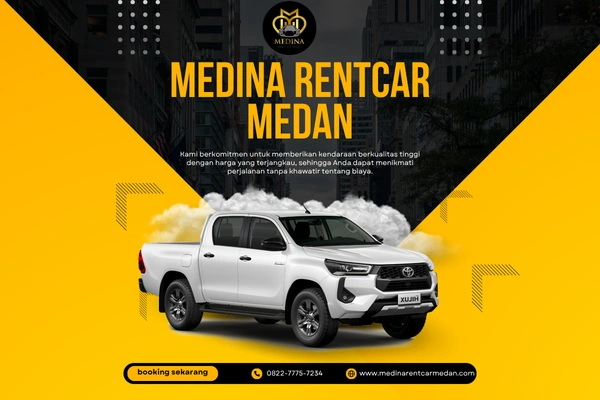 MEDINA
MEDINA RENTCAR
MEDAN
Kami berkomitmen untuk memberikan kendaraan berkualitas tinggi
dengan harga yang terjangkau, sehingga Anda dapat menikmati
perjalanan tanpa khawatir tentang biaya.
HILUX
booking sekarang
0822-7775-7234
www.medinarentcarmedan.com